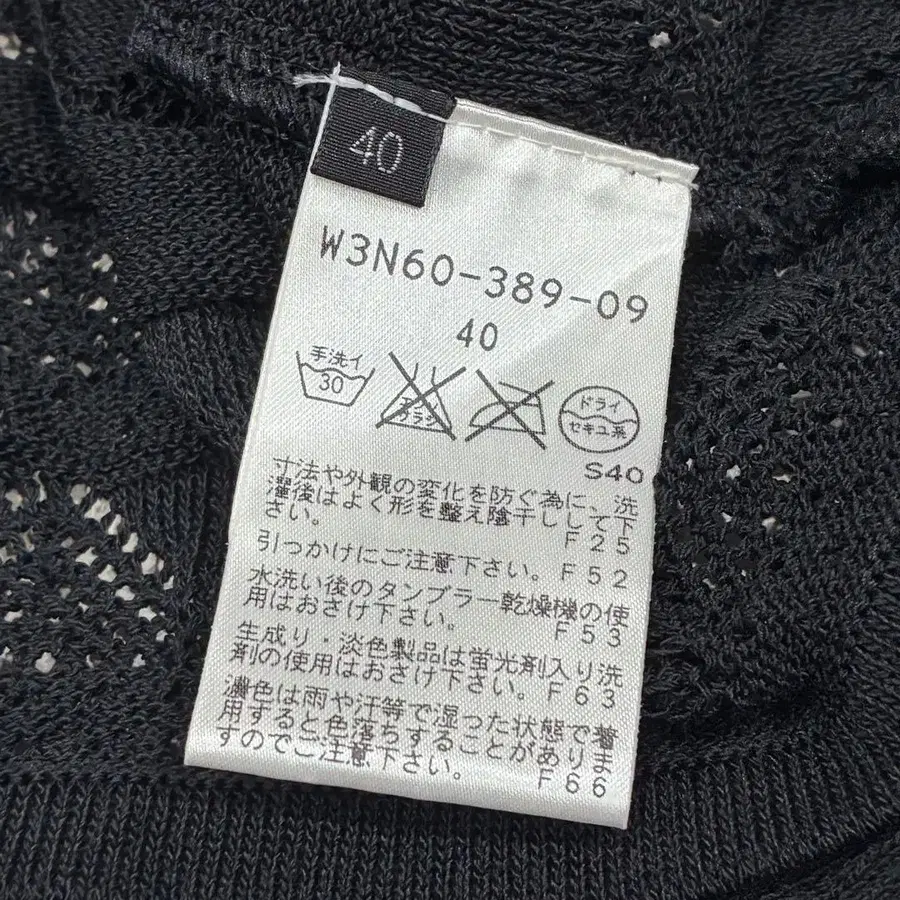 40
W3N60-389-09
40
手洗イ
30
エンソ
サラシ
ドライ
セキユ系
S40
寸法や外観の変化を防ぐ為に、洗
濯後はよく形を整え陰干しして下
さい。 F25
引っかけにご注意下さい。F52
水洗い後のタンブラー乾燥機の使
用はおさけ下さい。 F53
生成り・淡色製品は蛍光剤入り洗
剤の使用はおさけ下さい。F63
濃色は雨や汗等で湿った状態で着
用すると色落ちすることがありま
すのでご注意下さい。 F66